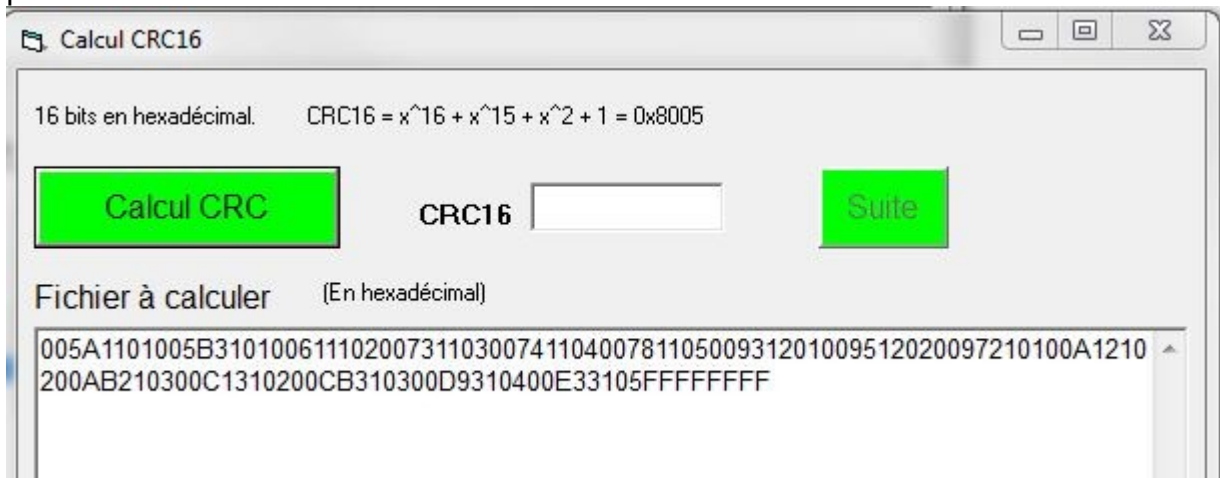 Calcul CRC16
16 bits en hexadécimal. CRC16 = x^16 + x^15 + x^2 + 1 = 0x8005
Calcul CRC CRC16 Suite
Fichier à calculer (En hexadécimal)
005A1101005B31010061110200731103007411040078110500931201009512020097210100A1210
200AB210300C1310200CB310300D9310400E33105FFFFFFFF